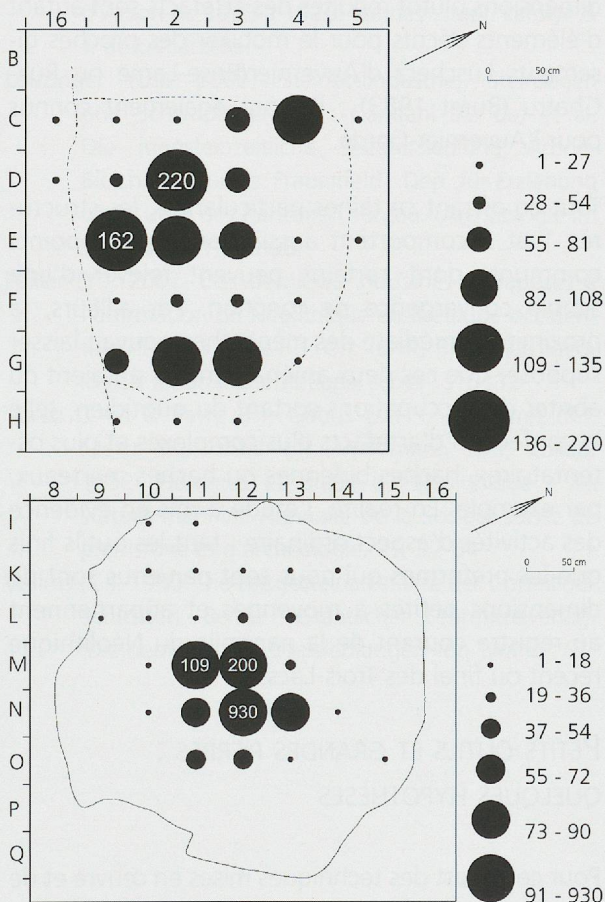 16 1 2 3 4 5
N
B
0 50 cm
C
1 - 27
D
220
28 - 54
E
162
55 - 81
F
82 - 108
G
109 - 135
H
136 - 220
8 9 10 11 12 13 14 15 16
N
I
0 50 cm
K
L
M
109 200
1 - 18
N
930
19 - 36
37 - 54
O
55 - 72
P
73 - 90
Q
91 - 930